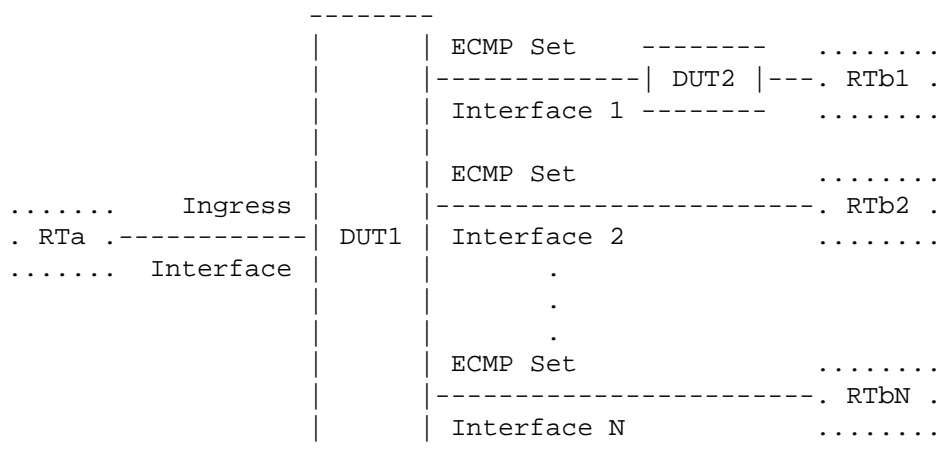 ECMP Set
DUT2
RTb1
Interface 1
ECMP Set
Ingress
RTb2
RTa
DUT1
Interface 2
Interface
ECMP Set
RTbN
Interface N